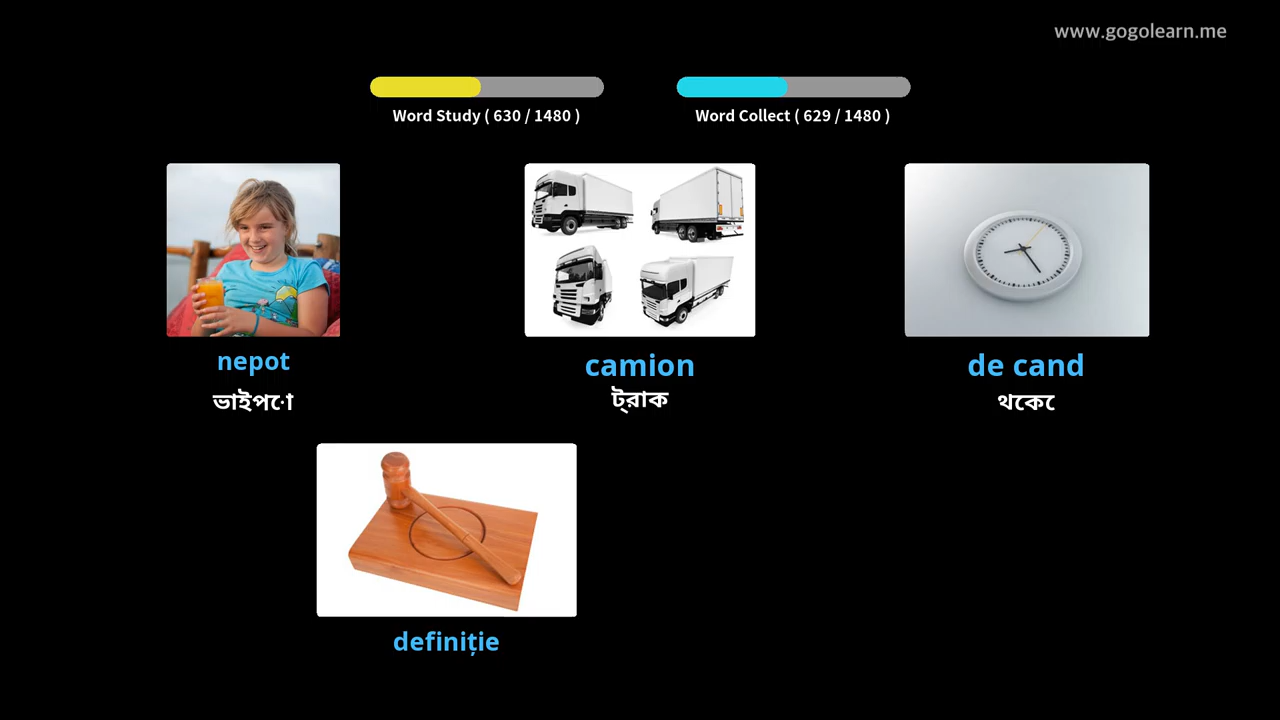 www.gogolearn.me
Word Study ( 630 / 1480 )
Word Collect ( 629 / 1480 )
nepot
camion
de cand
ভাইপো
ট্রাক
থেকে
definiție